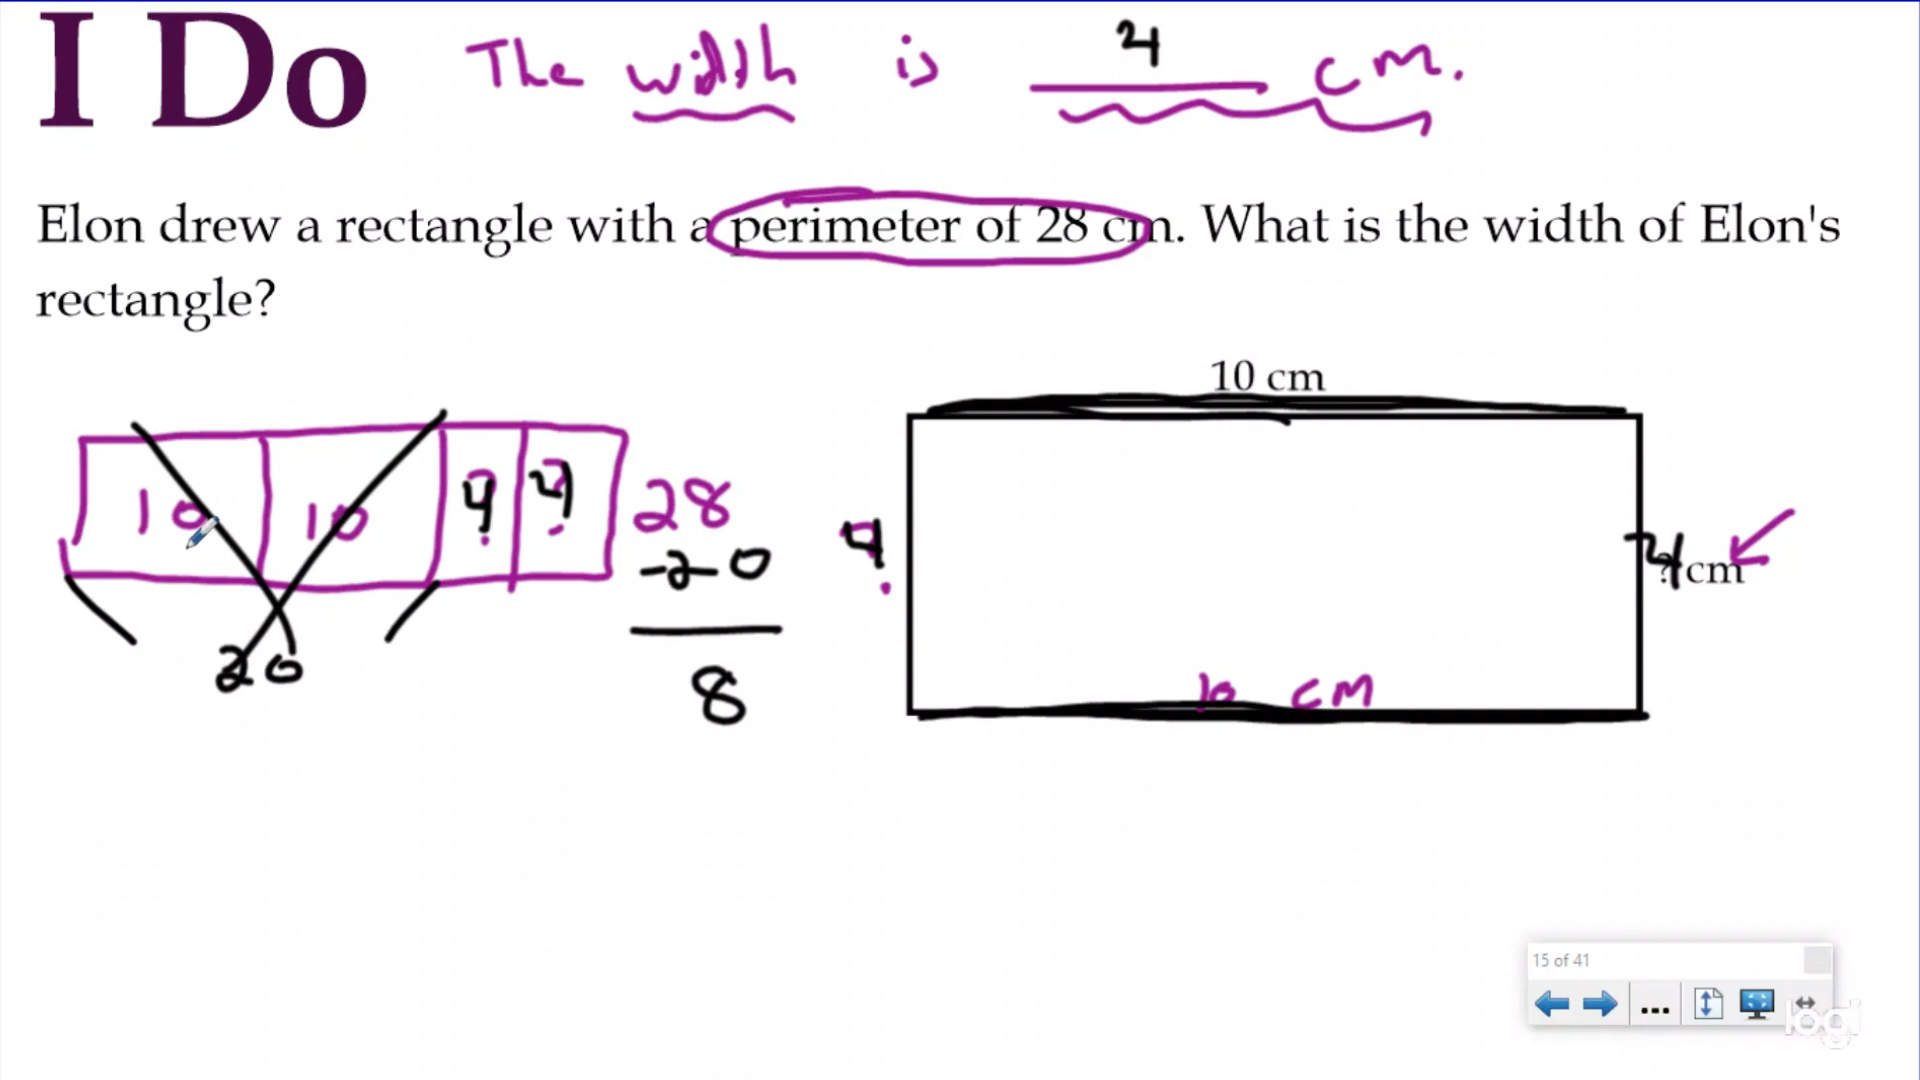 I Do The width is 4 cm.
Elon drew a rectangle with a perimeter of 28 cm. What is the width of Elon's
rectangle?
10 cm
10 10 4 4 28
-20
4
4 cm
20
8
10 cm
15 of 41
logi